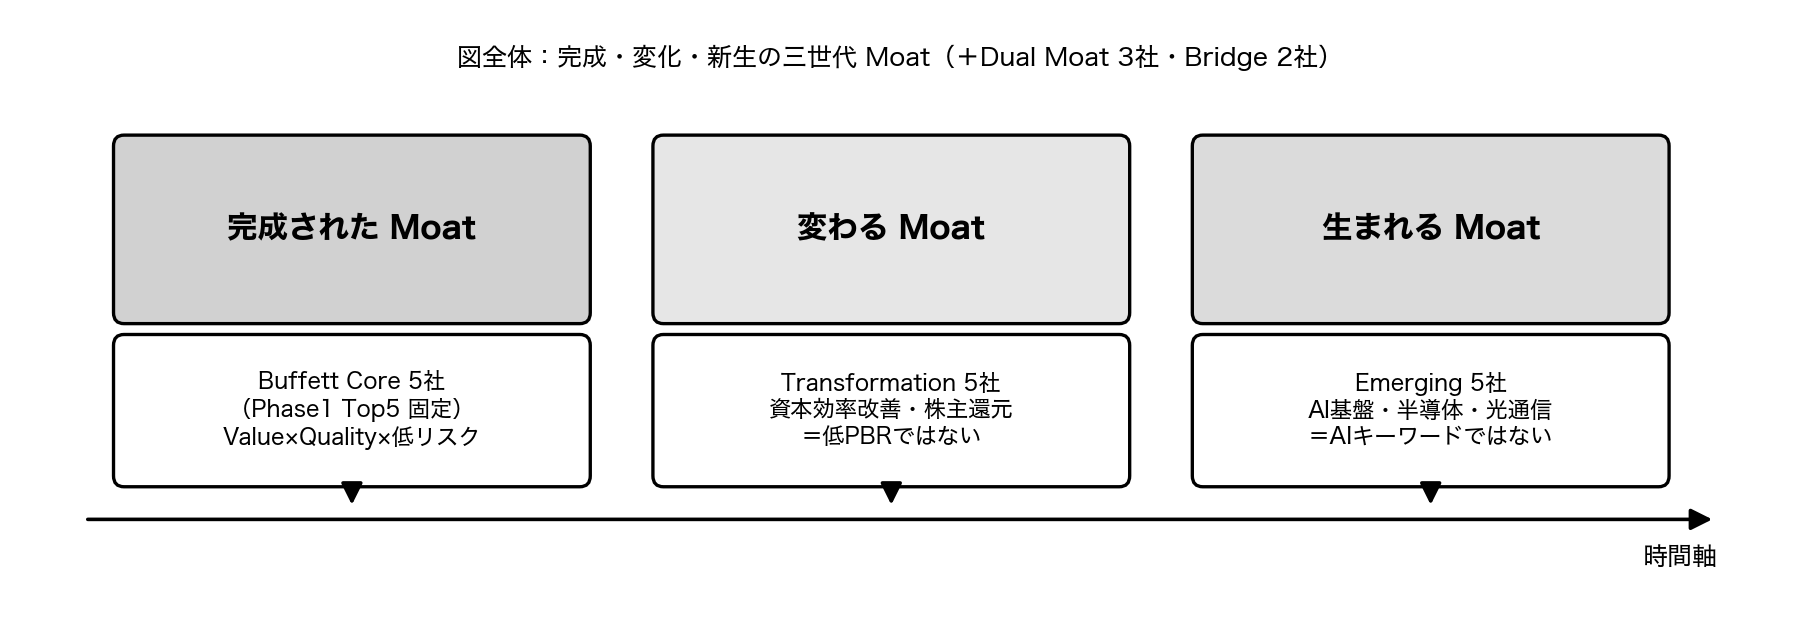 図全体：完成・変化・新生の三世代 Moat（＋Dual Moat 3社・Bridge 2社）
完成された Moat
変わる Moat
生まれる Moat
Buffett Core 5社
（Phase1 Top5 固定）
Value×Quality×低リスク
Transformation 5社
資本効率改善・株主還元
＝低PBRではない
Emerging 5社
AI基盤・半導体・光通信
＝AIキーワードではない
時間軸